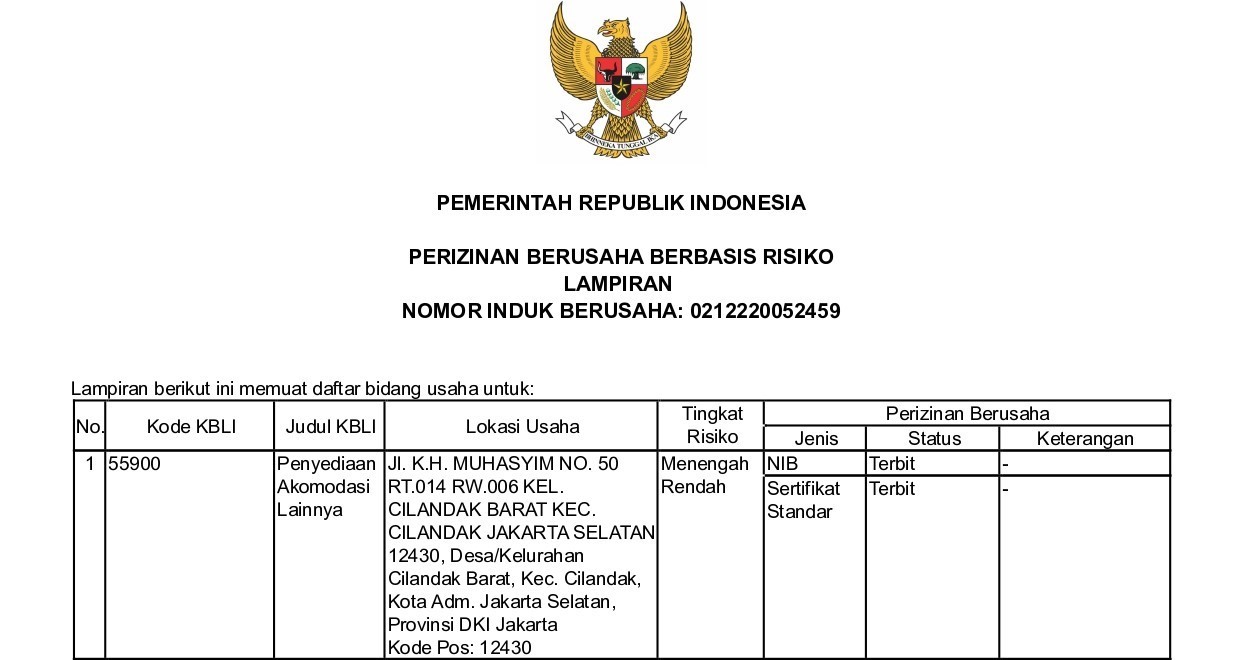 BHINNEKA TUNGGAL IKA
PEMERINTAH REPUBLIK INDONESIA
PERIZINAN BERUSAHA BERBASIS RISIKO
LAMPIRAN
NOMOR INDUK BERUSAHA: 0212220052459
Lampiran berikut ini memuat daftar bidang usaha untuk:
No. Kode KBLI Judul KBLI Lokasi Usaha Tingkat Risiko Perizinan Berusaha
Jenis Status Keterangan
1 55900 Penyediaan Jl. K.H. MUHASYIM NO. 50 Menengah NIB Terbit -
Akomodasi RT.014 RW.006 KEL. Rendah Sertifikat Terbit -
Lainnya CILANDAK BARAT KEC. Standar
CILANDAK JAKARTA SELATAN
12430, Desa/Kelurahan
Cilandak Barat, Kec. Cilandak,
Kota Adm. Jakarta Selatan,
Provinsi DKI Jakarta
Kode Pos: 12430